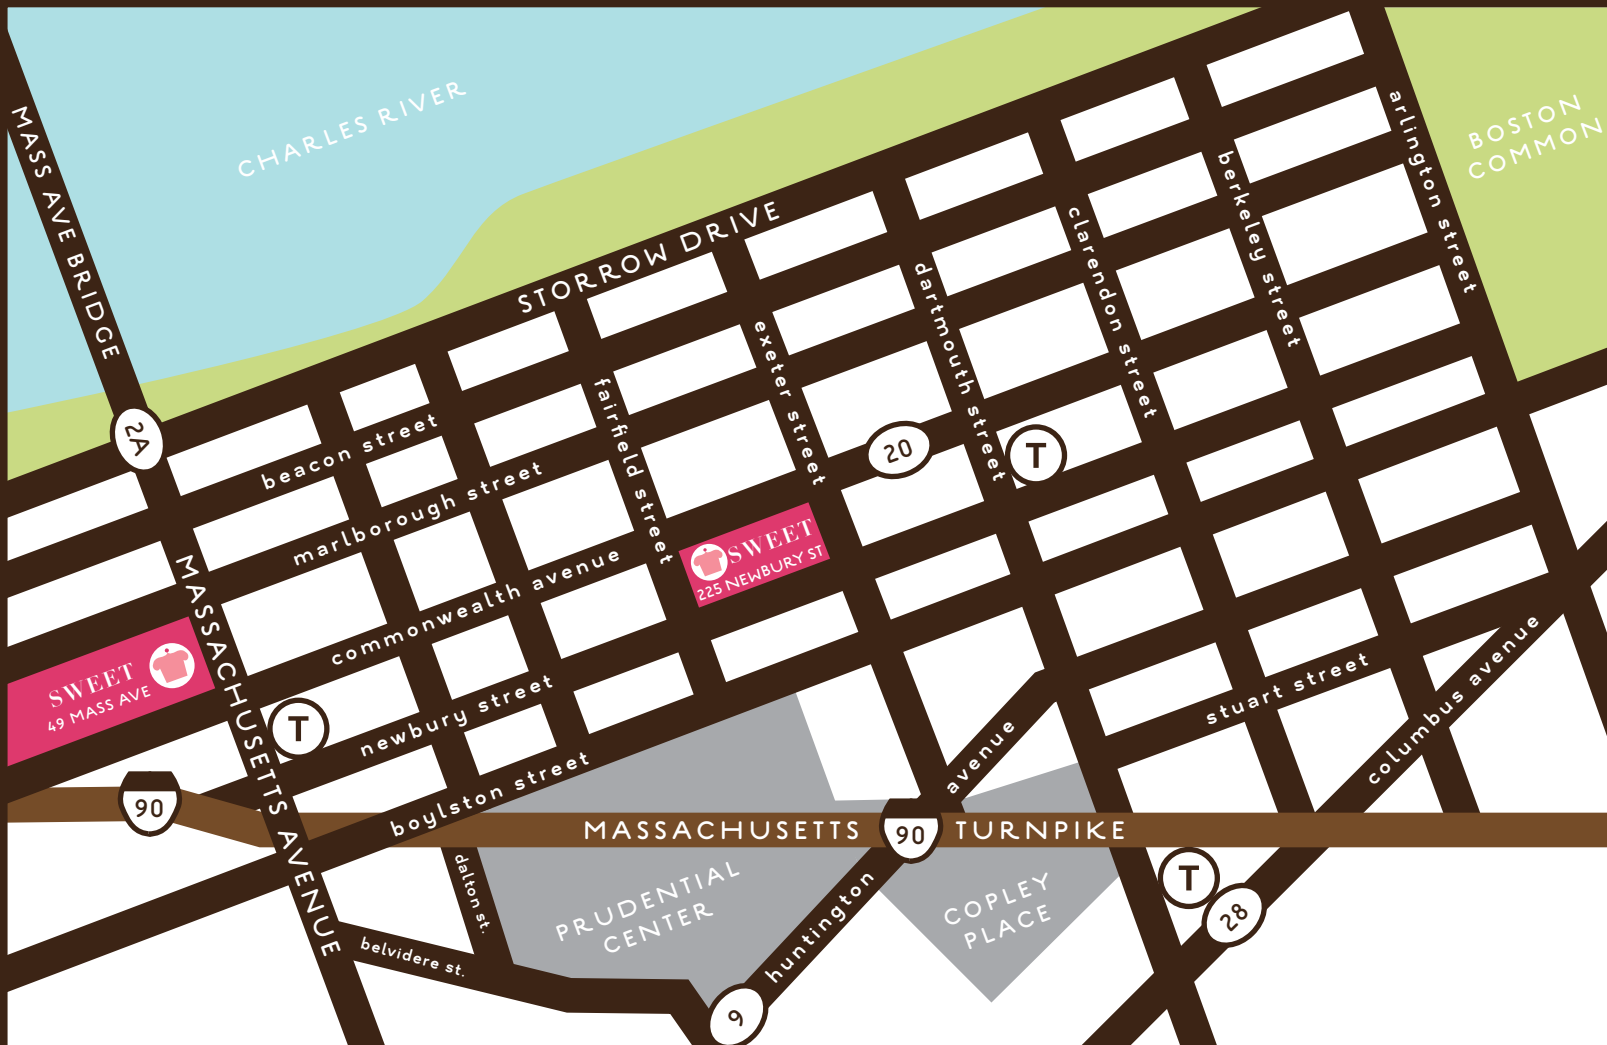 CHARLES RIVER
BOSTON
COMMON
MASS AVE BRIDGE
STORROW DRIVE
arlington street
berkeley street
clarendon street
dartmouth street
exeter street
fairfield street
2A
beacon street
marlborough street
commonwealth avenue
20
T
SWEET
225 NEWBURY ST
SWEET
49 MASS AVE
MASSACHUSETTS AVENUE
T
newbury street
boylston street
stuart street
columbus avenue
avenue
90
MASSACHUSETTS
90
TURNPIKE
dalton st.
PRUDENTIAL
CENTER
huntington
COPLEY
PLACE
T
28
belvidere st.
9